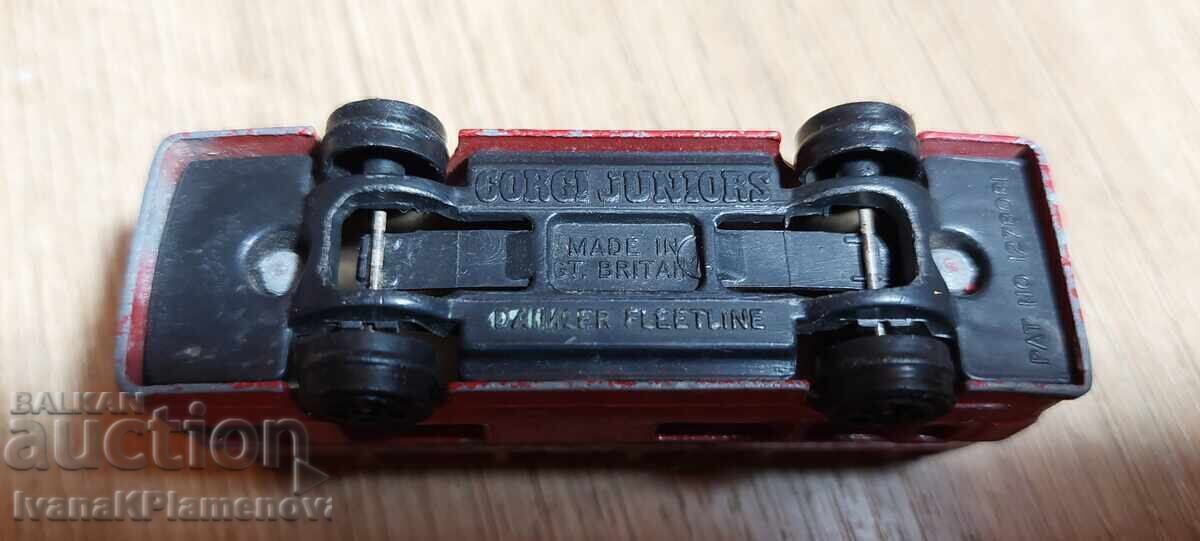 CORGI JUNIORS
MADE IN
GT. BRITAIN
DAIMLER FLEETLINE
PAT NO 1278081
BALKAN
auction
IvanaKPlamenova